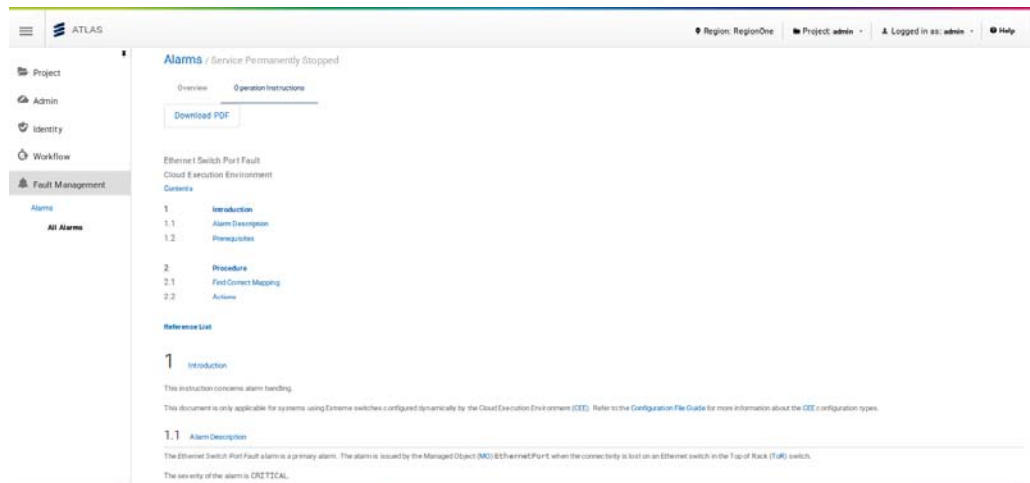 ATLAS
Region: RegionOne
Project: admin
Logged in as: admin
Help
Project
Admin
Identity
Workflow
Fault Management
Alarms
All Alarms
Alarms / Service Permanently Stopped
Overview
Operation Instructions
Download PDF
Ethernet Switch Port Fault
Cloud Execution Environment
Contents
1 Introduction
1.1 Alarm Description
1.2 Prerequisites
2 Procedure
2.1 Find Correct Mapping
2.2 Actions
Reference List
1 Introduction
This instruction concerns alarm handling.
This document is only applicable for systems using Extreme switches configured dynamically by the Cloud Execution Environment (CEE). Refer to the Configuration File Guide for more information about the CEE configuration types.
1.1 Alarm Description
The Ethernet Switch Port Fault alarm is a primary alarm. The alarm is issued by the Managed Object (MO) EthernetPort when the connectivity is lost on an Ethernet switch in the Top of Rack (ToR) switch.
The severity of the alarm is CRITICAL.